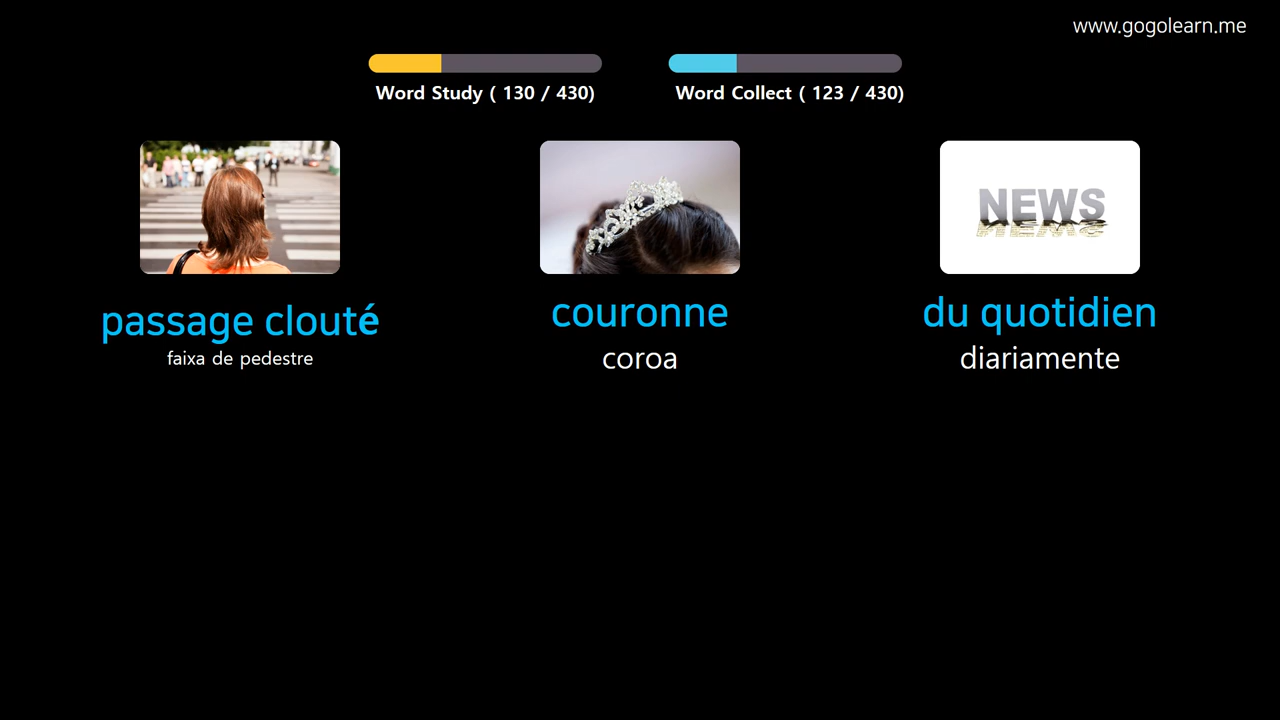 www.gogolearn.me
Word Study ( 130 / 430)
Word Collect ( 123 / 430)
NEWS
passage clouté
couronne
du quotidien
faixa de pedestre
coroa
diariamente